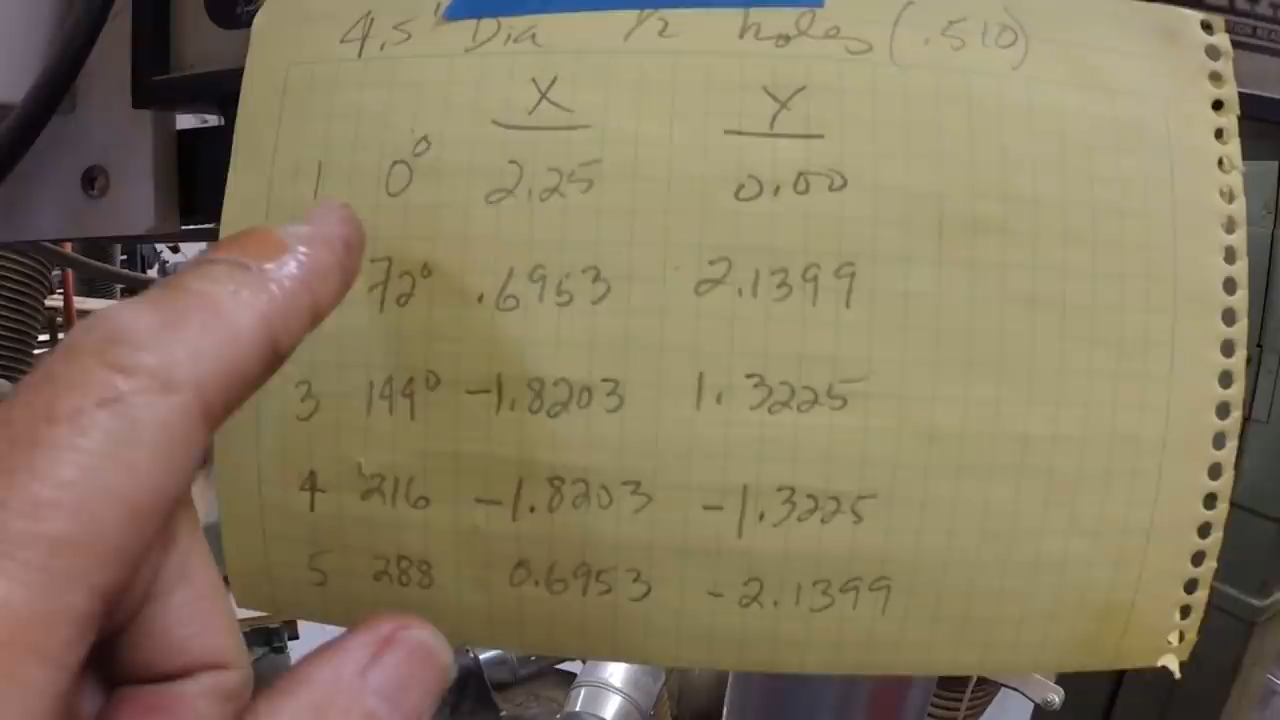 4.5" Dia 1/2 holes (.510)
X Y
1 0° 2.25 0.00
72° .6953 2.1399
3 144° -1.8203 1.3225
4 216 -1.8203 -1.3225
5 288 0.6953 -2.1399